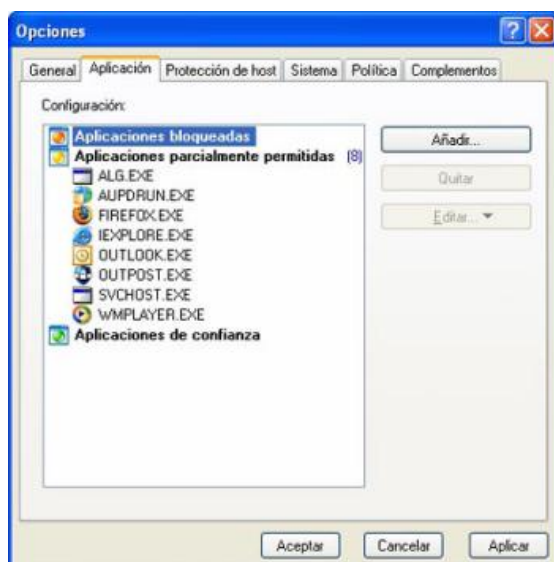 Opciones
General Aplicación Protección de host Sistema Política Complementos
Configuración:
Aplicaciones bloqueadas
Aplicaciones parcialmente permitidas (8)
ALG.EXE
AUPDRUN.EXE
FIREFOX.EXE
IEXPLORE.EXE
OUTLOOK.EXE
OUTPOST.EXE
SVCHOST.EXE
WMPLAYER.EXE
Aplicaciones de confianza
Añadir...
Quitar
Editar...
Aceptar Cancelar Aplicar